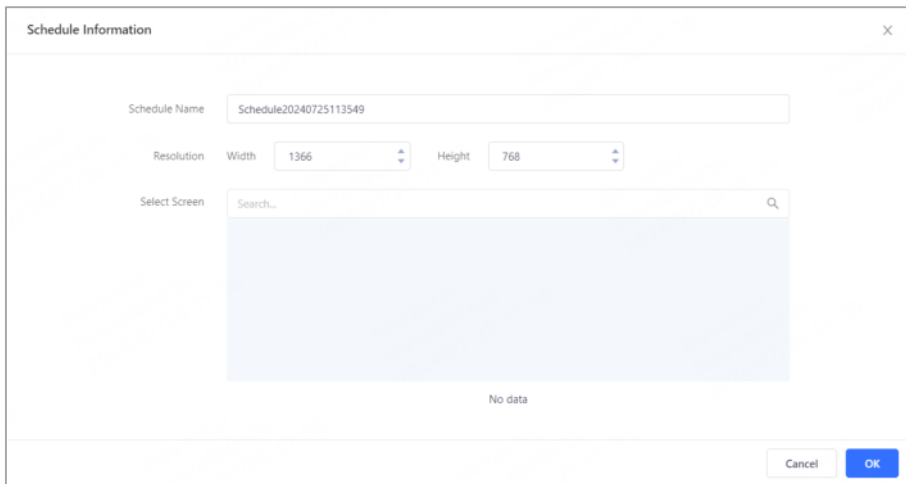 Schedule Information
Schedule Name Schedule20240725113549
Resolution Width 1366 Height 768
Select Screen Search...
No data
Cancel OK